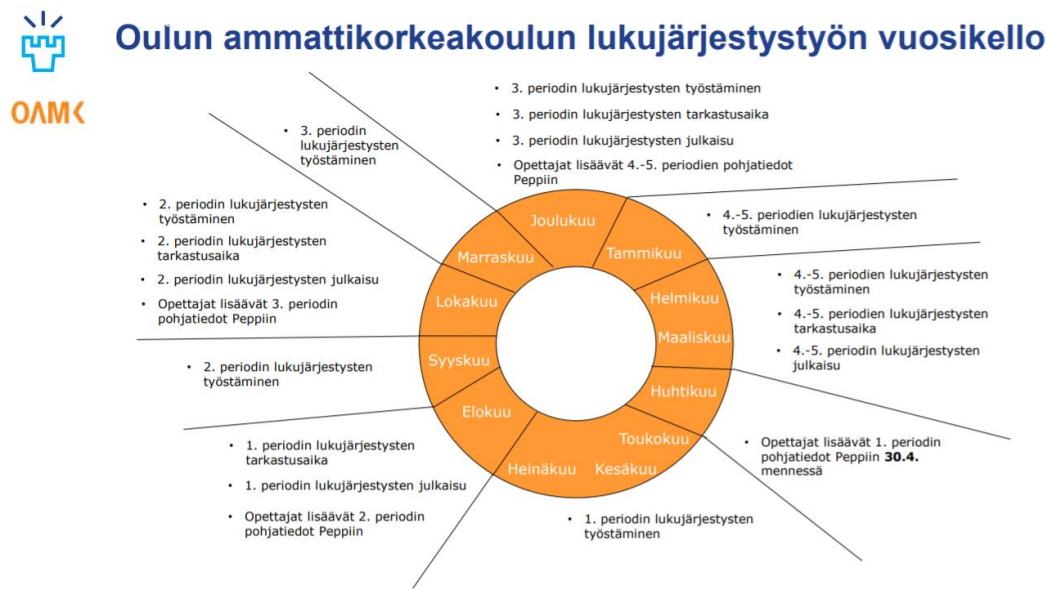 Oulun ammattikorkeakoulun lukujärjestystyön vuosikello
OAMK
• 3. periodin lukujärjestysten työstäminen
• 3. periodin lukujärjestysten tarkastusaika
• 3. periodin lukujärjestysten julkaisu
• Opettajat lisäävät 4.-5. periodien pohjatiedot
Peppiin
• 4.-5. periodien lukujärjestysten
työstäminen
• 4.-5. periodien lukujärjestysten
työstäminen
• 4.-5. periodien lukujärjestysten
tarkastusaika
• 4.-5. periodin lukujärjestysten
julkaisu
• Opettajat lisäävät 1. periodin
pohjatiedot Peppiin 30.4.
mennessä
• 1. periodin lukujärjestysten
työstäminen
• 1. periodin lukujärjestysten
tarkastusaika
• 1. periodin lukujärjestysten julkaisu
• Opettajat lisäävät 2. periodin
pohjatiedot Peppiin
• 2. periodin lukujärjestysten
työstäminen
• 2. periodin lukujärjestysten
työstäminen
• 2. periodin lukujärjestysten
tarkastusaika
• 2. periodin lukujärjestysten julkaisu
• Opettajat lisäävät 3. periodin
pohjatiedot Peppiin
• 3. periodin
lukujärjestysten
työstäminen
Joulukuu
Tammikuu
Helmikuu
Maaliskuu
Huhtikuu
Toukokuu
Kesäkuu
Heinäkuu
Elokuu
Syyskuu
Lokakuu
Marraskuu